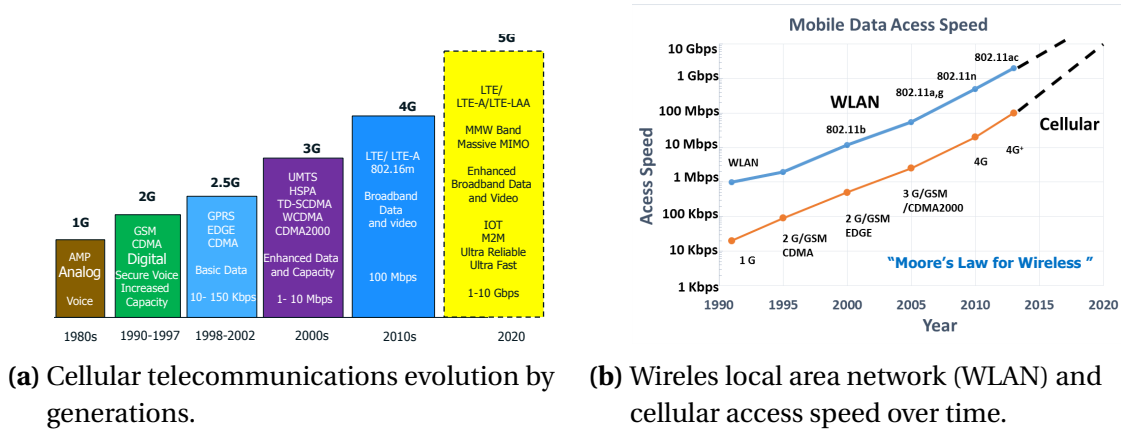 1G
AMP
Analog
Voice
1980s
2G
GSM
CDMA
Digital
Secure Voice
Increased
Capacity
1990-1997
2.5G
GPRS
EDGE
CDMA
Basic Data
10- 150 Kbps
1998-2002
3G
UMTS
HSPA
TD-SCDMA
WCDMA
CDMA2000
Enhanced Data
and Capacity
1- 10 Mbps
2000s
4G
LTE/ LTE-A
802.16m
Broadband
Data
and video
100 Mbps
2010s
5G
LTE/
LTE-A/LTE-LAA
MMW Band
Massive MIMO
Enhanced
Broadband Data
and Video
IOT
M2M
Ultra Reliable
Ultra Fast
1-10 Gbps
2020
(a) Cellular telecommunications evolution by
generations.
Mobile Data Acess Speed
Acess Speed
10 Gbps
1 Gbps
100 Mbps
10 Mbps
1 Mbps
100 Kbps
10 Kbps
1 Kbps
WLAN
WLAN
802.11b
802.11a,g
802.11n
802.11ac
Cellular
1 G
2 G/GSM
CDMA
2 G/GSM
EDGE
3 G/GSM
/CDMA2000
4G
4G+
“Moore’s Law for Wireless ”
1990 1995 2000 2005 2010 2015 2020
Year
(b) Wireles local area network (WLAN) and
cellular access speed over time.